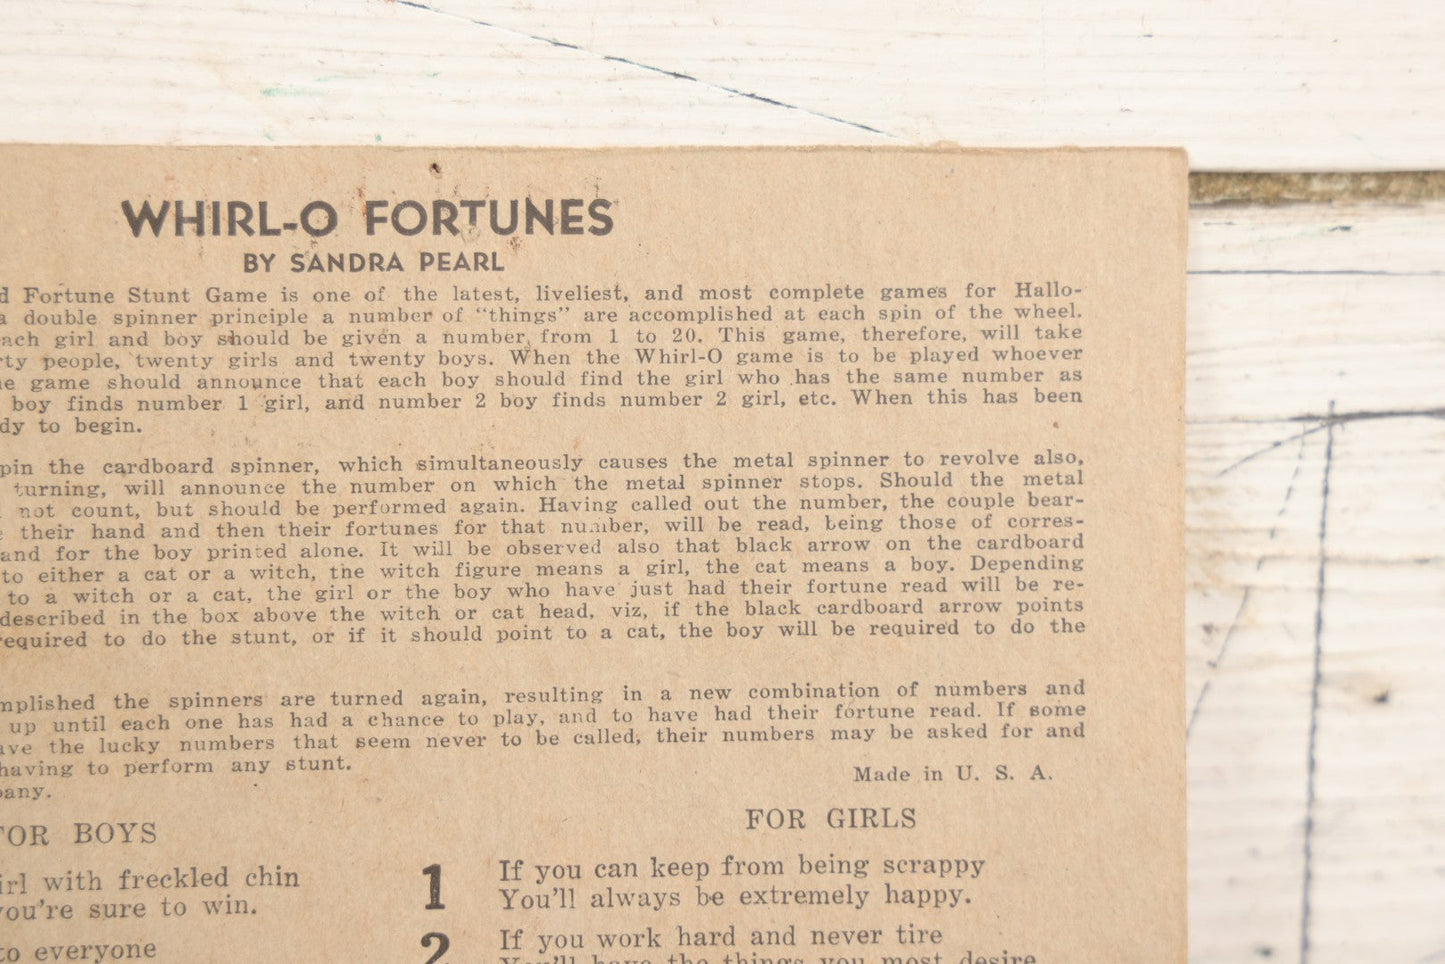 WHIRL-O FORTUNES
BY SANDRA PEARL
d Fortune Stunt Game is one of the latest, liveliest, and most complete games for Hallo-
a double spinner principle a number of "things" are accomplished at each spin of the wheel.
ach girl and boy should be given a number from 1 to 20. This game, therefore, will take
rty people, twenty girls and twenty boys. When the Whirl-O game is to be played whoever
he game should announce that each boy should find the girl who has the same number as
boy finds number 1 girl, and number 2 boy finds number 2 girl, etc. When this has been
dy to begin.
pin the cardboard spinner, which simultaneously causes the metal spinner to revolve also,
turning, will announce the number on which the metal spinner stops. Should the metal
not count, but should be performed again. Having called out the number, the couple bear-
e their hand and then their fortunes for that number, will be read, being those of corres-
and for the boy printed alone. It will be observed also that black arrow on the cardboard
to either a cat or a witch, the witch figure means a girl, the cat means a boy. Depending
to a witch or a cat, the girl or the boy who have just had their fortune read will be re-
described in the box above the witch or cat head, viz, if the black cardboard arrow points
required to do the stunt, or if it should point to a cat, the boy will be required to do the
mplished the spinners are turned again, resulting in a new combination of numbers and
up until each one has had a chance to play, and to have had their fortune read. If some
ave the lucky numbers that seem never to be called, their numbers may be asked for and
having to perform any stunt.
Made in U. S. A.
pany.
FOR BOYS
FOR GIRLS
irl with freckled chin
you're sure to win.
1 If you can keep from being scrappy
You'll always be extremely happy.
to everyone
2 If you work hard and never tire
You'll have the things you most desire